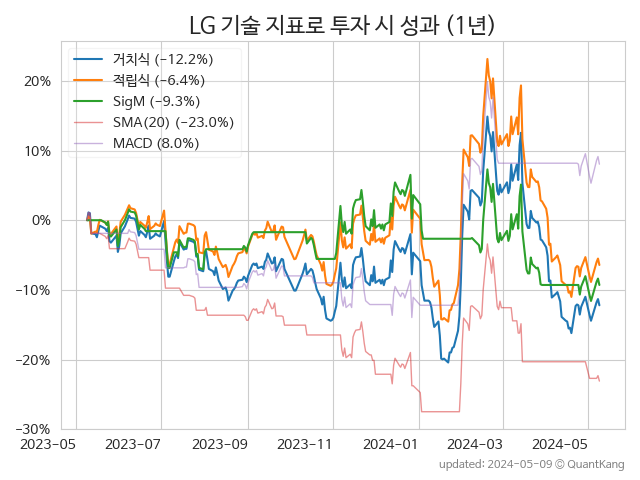 LG 기술 지표로 투자 시 성과 (1년)
거치식 (−12.2%)
적립식 (−6.4%)
SigM (−9.3%)
SMA(20) (−23.0%)
MACD (8.0%)
20%
10%
0%
−10%
−20%
−30%
2023-05 2023-07 2023-09 2023-11 2024-01 2024-03 2024-05
updated: 2024-05-09 © QuantKang